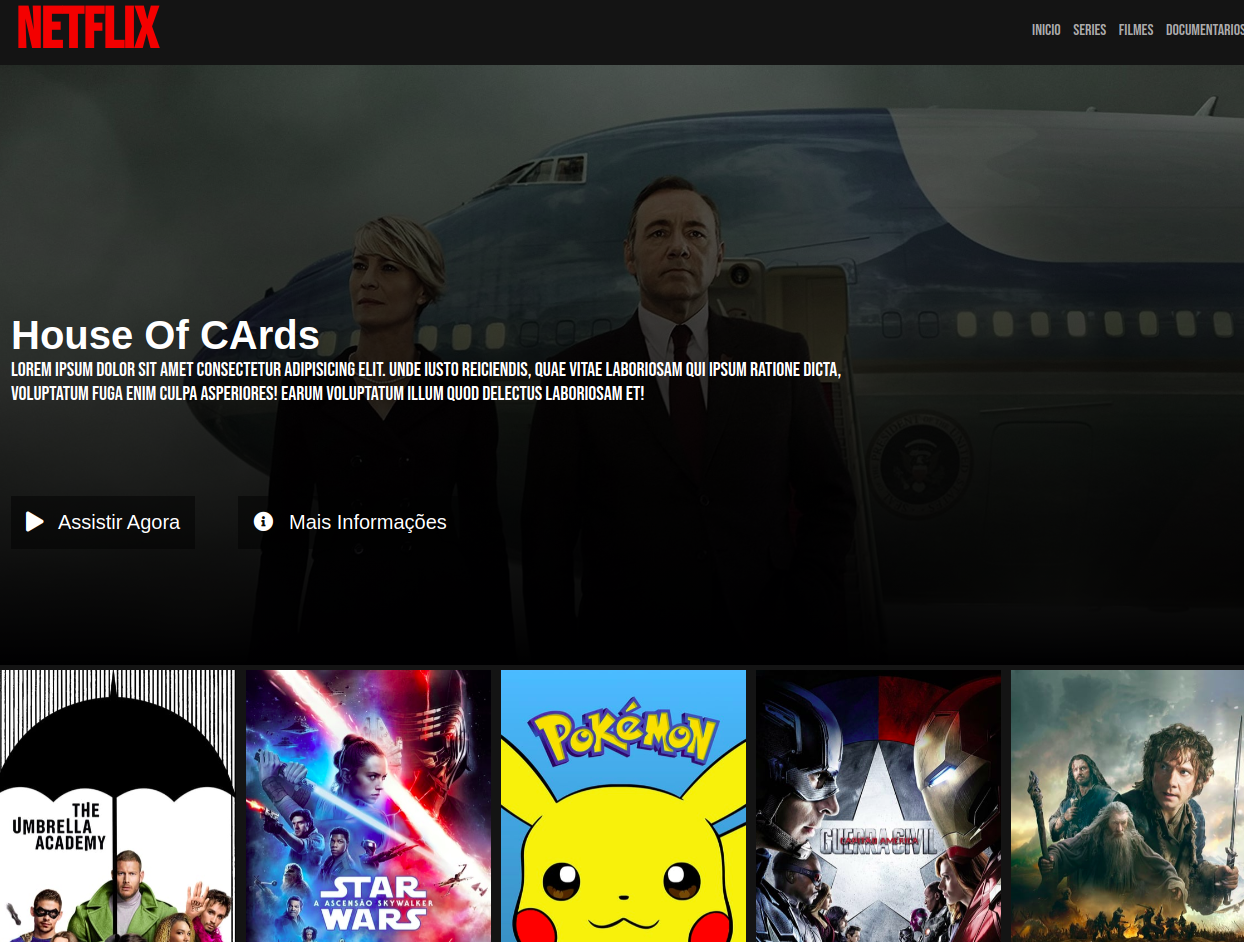 NETFLIX
INICIO SERIES FILMES DOCUMENTARIOS
House Of CArds
LOREM IPSUM DOLOR SIT AMET CONSECTETUR ADIPISICING ELIT. UNDE IUSTO REICIENDIS, QUAE VITAE LABORIOSAM QUI IPSUM RATIONE DICTA,
VOLUPTATUM FUGA ENIM CULPA ASPERIORES! EARUM VOLUPTATUM ILLUM QUOD DELECTUS LABORIOSAM ET!
Assistir Agora
Mais Informações
THE
UMBRELLA
ACADEMY
STAR
A ASCENSÃO SKYWALKER
WARS
POKéMON
GUERRA CIVIL
CAPITÃO AMÉRICA